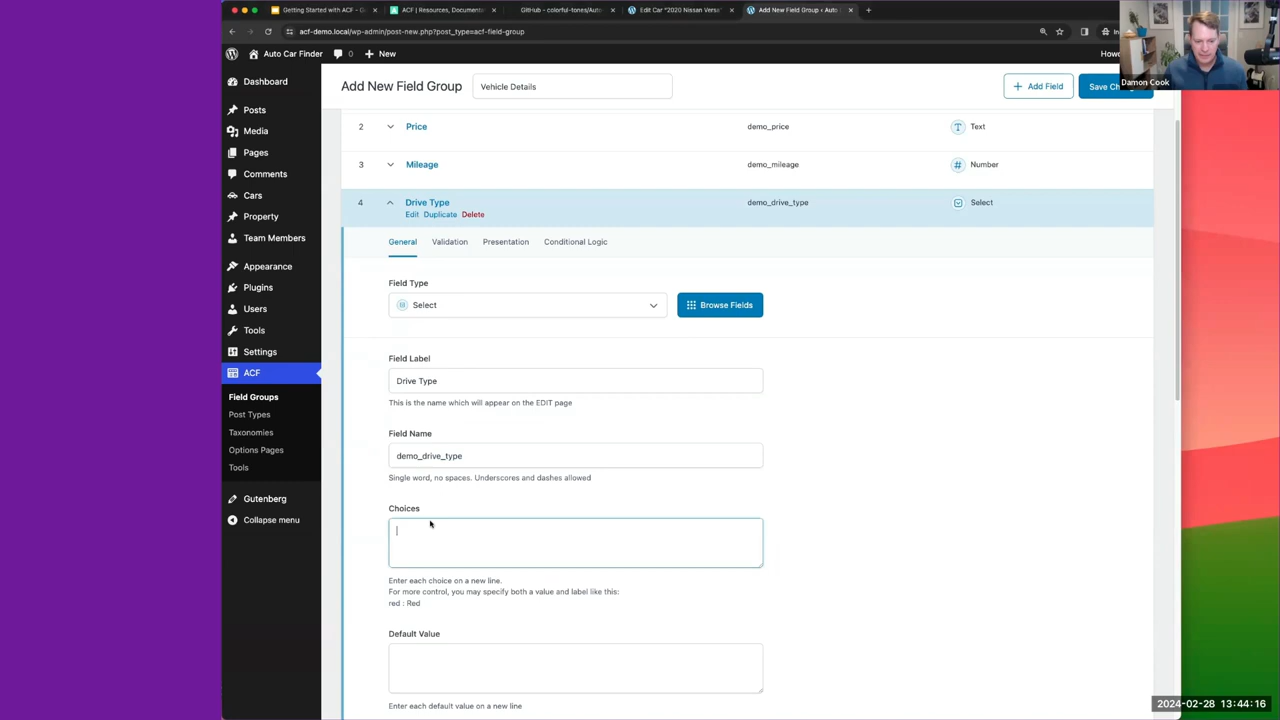 Getting Started with ACF - G
ACF | Resources, Document
GitHub - colorful-tones/Auto
Edit Car "2020 Nissan Versa"
Add New Field Group ‹ Auto
acf-demo.local/wp-admin/post-new.php?post_type=acf-field-group
Auto Car Finder
0
New
Damon Cook
Dashboard
Posts
Media
Pages
Comments
Cars
Property
Team Members
Appearance
Plugins
Users
Tools
Settings
ACF
Field Groups
Post Types
Taxonomies
Options Pages
Tools
Gutenberg
Collapse menu
Add New Field Group
Vehicle Details
Add Field
2 Price demo_price Text
3 Mileage demo_mileage Number
4 Drive Type demo_drive_type Select
Edit Duplicate Delete
General Validation Presentation Conditional Logic
Field Type
Select
Browse Fields
Field Label
Drive Type
This is the name which will appear on the EDIT page
Field Name
demo_drive_type
Single word, no spaces. Underscores and dashes allowed
Choices
Enter each choice on a new line.
For more control, you may specify both a value and label like this:
red : Red
Default Value
Enter each default value on a new line
2024-02-28 13:44:16